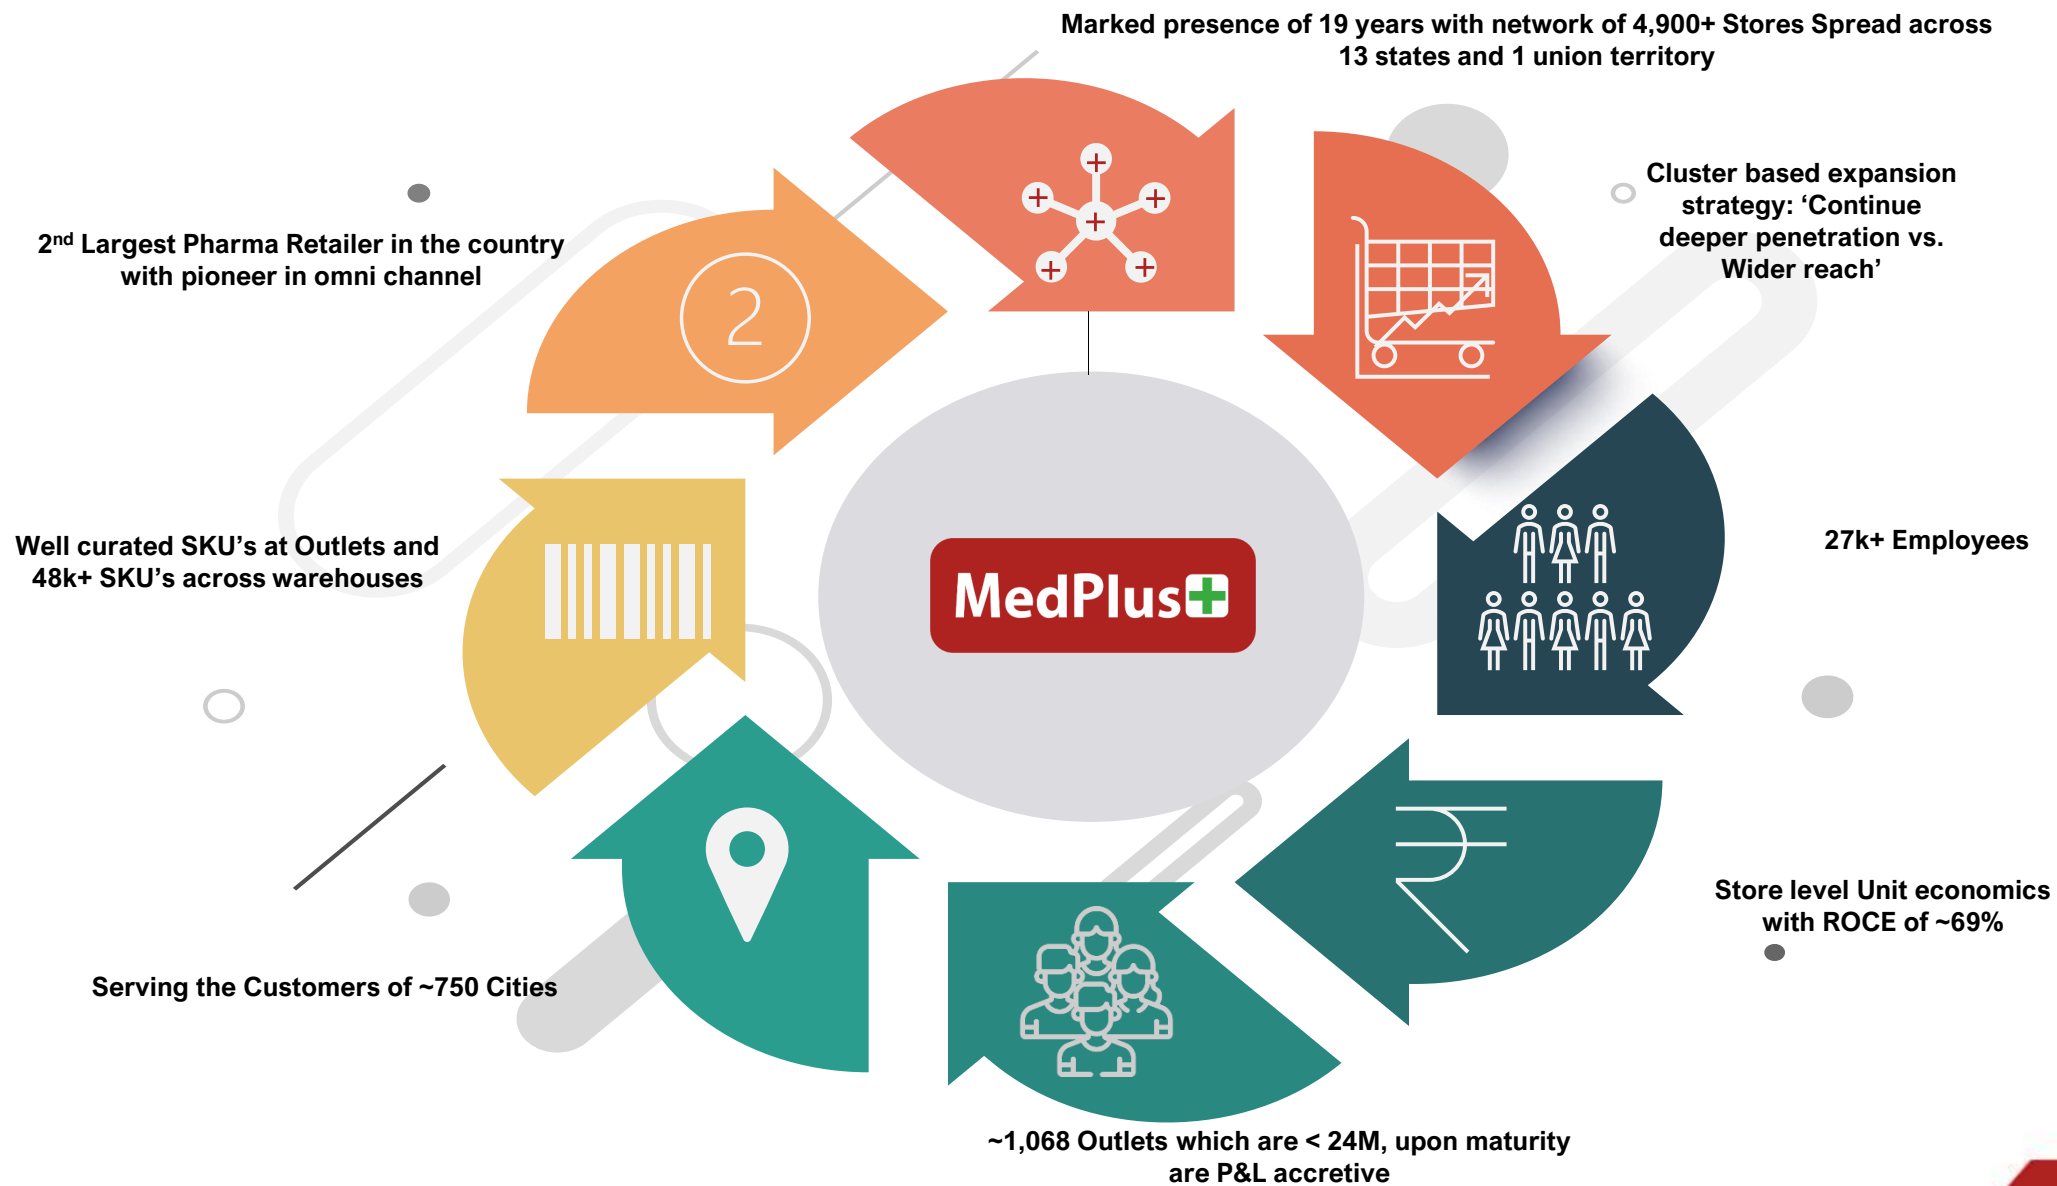 Marked presence of 19 years with network of 4,900+ Stores Spread across
13 states and 1 union territory
Cluster based expansion
strategy: ‘Continue
deeper penetration vs.
Wider reach’
2nd Largest Pharma Retailer in the country
with pioneer in omni channel
2
Well curated SKU’s at Outlets and
48k+ SKU’s across warehouses
MedPlus
27k+ Employees
Store level Unit economics
with ROCE of ~69%
Serving the Customers of ~750 Cities
~1,068 Outlets which are < 24M, upon maturity
are P&L accretive